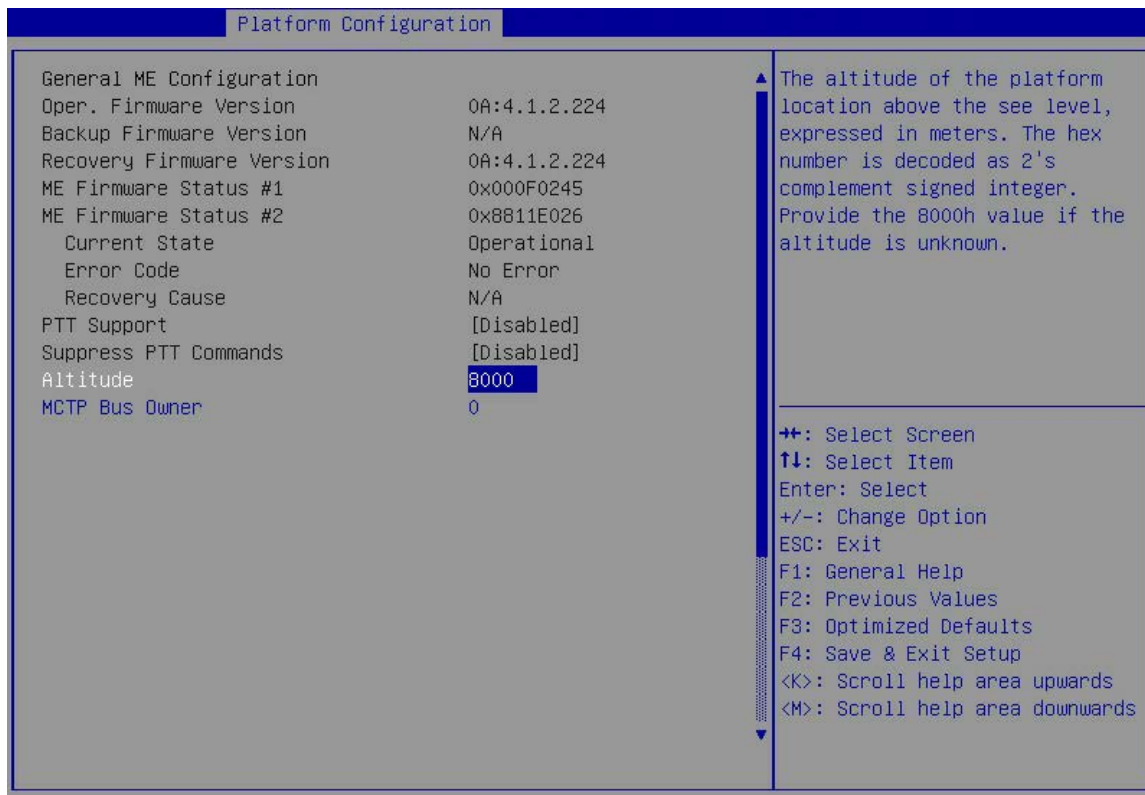 Platform Configuration
General ME Configuration
Oper. Firmware Version 0A:4.1.2.224
Backup Firmware Version N/A
Recovery Firmware Version 0A:4.1.2.224
ME Firmware Status #1 0x000F0245
ME Firmware Status #2 0x8811E026
Current State Operational
Error Code No Error
Recovery Cause N/A
PTT Support [Disabled]
Suppress PTT Commands [Disabled]
Altitude 8000
MCTP Bus Owner 0
The altitude of the platform
location above the see level,
expressed in meters. The hex
number is decoded as 2's
complement signed integer.
Provide the 8000h value if the
altitude is unknown.
→←: Select Screen
↑↓: Select Item
Enter: Select
+/-: Change Option
ESC: Exit
F1: General Help
F2: Previous Values
F3: Optimized Defaults
F4: Save & Exit Setup
<K>: Scroll help area upwards
<M>: Scroll help area downwards